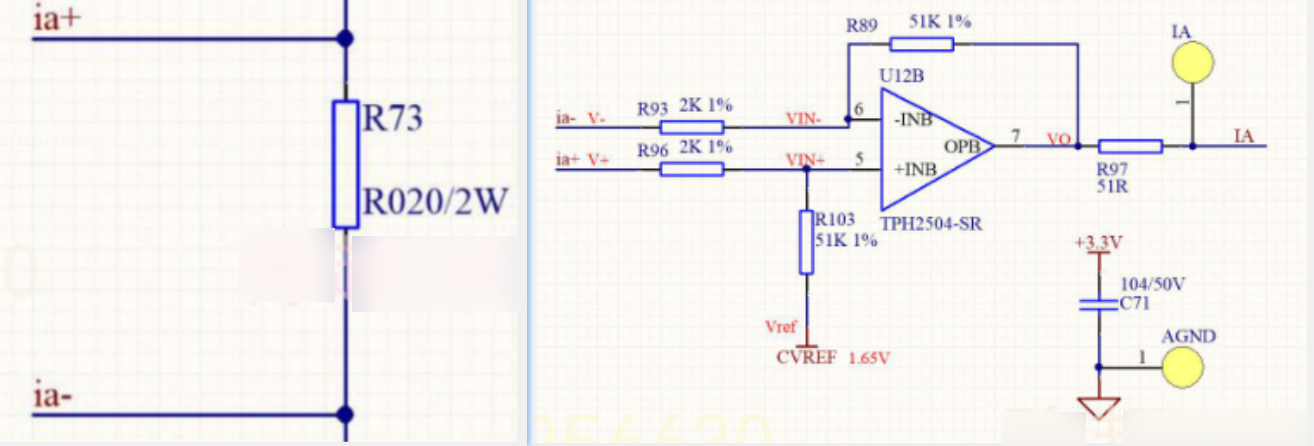 ia+
R73
R020/2W
ia-
R89 51K 1%
U12B
ia- V- R93 2K 1% VIN- 6 -INB
ia+ V+ R96 2K 1% VIN+ 5 +INB
OPB 7 VO
R97
51R
IA
1
IA
TPH2504-SR
R103
51K 1%
Vref
CVREF 1.65V
+3.3V
104/50V
C71
AGND
1